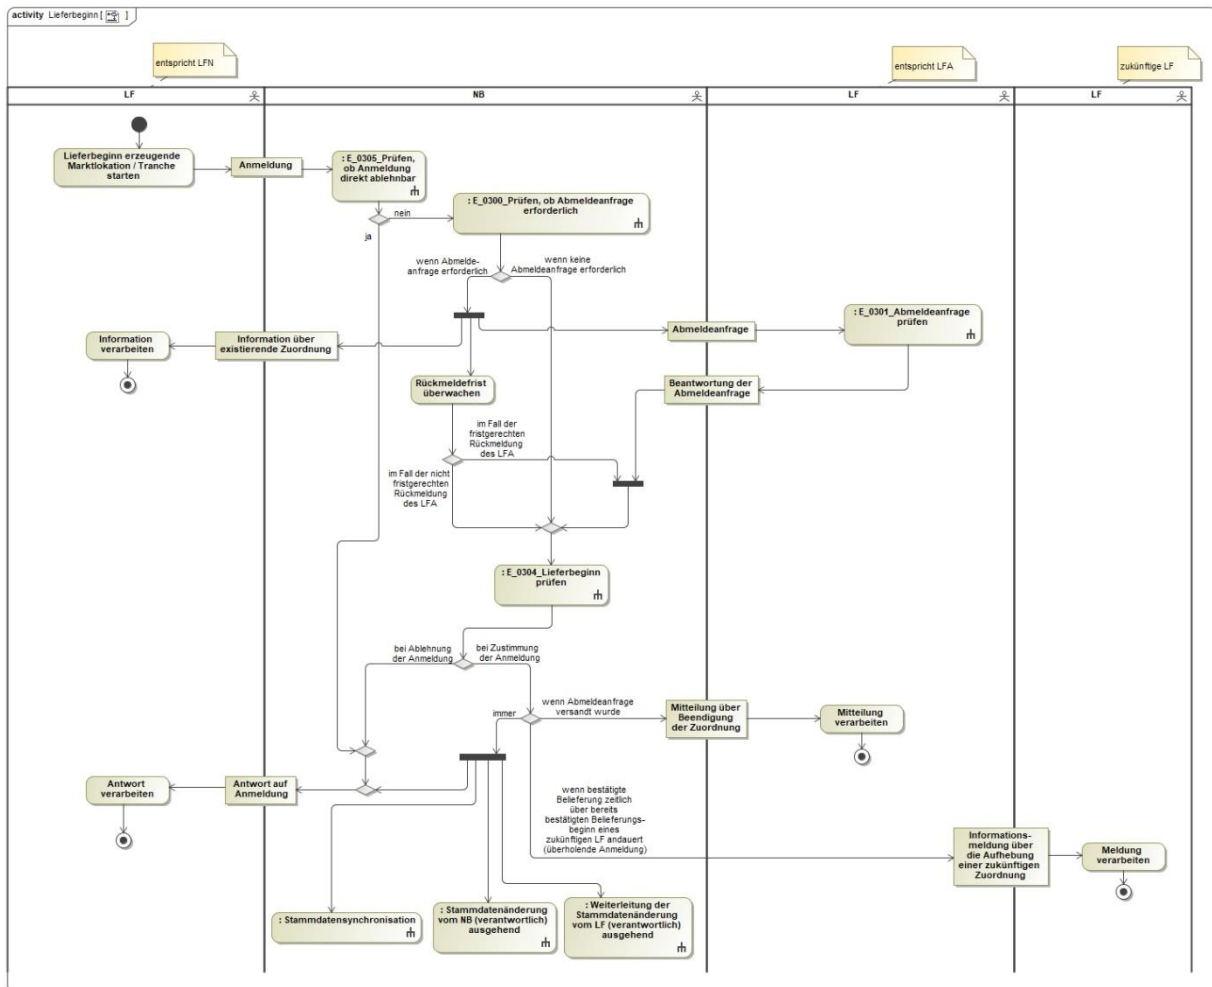 activity Lieferbeginn [ ]
entspricht LFN
entspricht LFA
zukünftige LF
LF
NB
LF
LF
Lieferbeginn erzeugende
Marktlokation / Tranche
starten
Anmeldung
: E_0305_Prüfen,
ob Anmeldung
direkt ablehnbar
nein
ja
: E_0300_Prüfen, ob Abmeldeanfrage
erforderlich
wenn Abmelde-
anfrage erforderlich
wenn keine
Abmeldeanfrage erforderlich
Information
verarbeiten
Information über
existierende Zuordnung
Abmeldeanfrage
: E_0301_Abmeldeanfrage
prüfen
Rückmeldefrist
überwachen
Beantwortung der
Abmeldeanfrage
im Fall der
fristgerechten
Rückmeldung
des LFA
im Fall der nicht
fristgerechten
Rückmeldung
des LFA
: E_0304_Lieferbeginn
prüfen
bei Ablehnung
der Anmeldung
bei Zustimmung
der Anmeldung
immer
wenn Abmeldeanfrage
versandt wurde
Mitteilung über
Beendigung
der Zuordnung
Mitteilung
verarbeiten
Antwort
verarbeiten
Antwort auf
Anmeldung
wenn bestätigte
Belieferung zeitlich
über bereits
bestätigten Belieferungs-
beginn eines
zukünftigen LF andauert
(überholende Anmeldung)
Informations-
meldung über
die Aufhebung
einer zukünftigen
Zuordnung
Meldung
verarbeiten
: Stammdatensynchronisation
: Stammdatenänderung
vom NB (verantwortlich)
ausgehend
: Weiterleitung der
Stammdatenänderung
vom LF (verantwortlich)
ausgehend